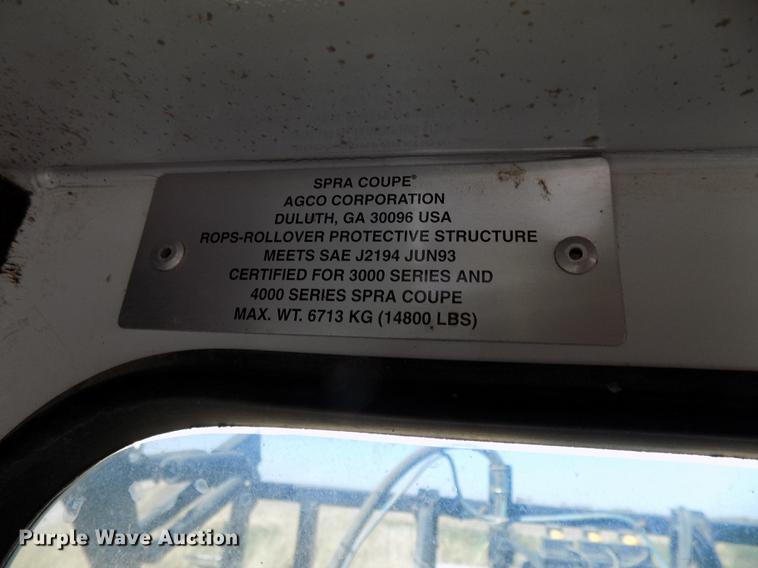 SPRA COUPE®
AGCO CORPORATION
DULUTH, GA 30096 USA
ROPS-ROLLOVER PROTECTIVE STRUCTURE
MEETS SAE J2194 JUN93
CERTIFIED FOR 3000 SERIES AND
4000 SERIES SPRA COUPE
MAX. WT. 6713 KG (14800 LBS)
Purple Wave Auction